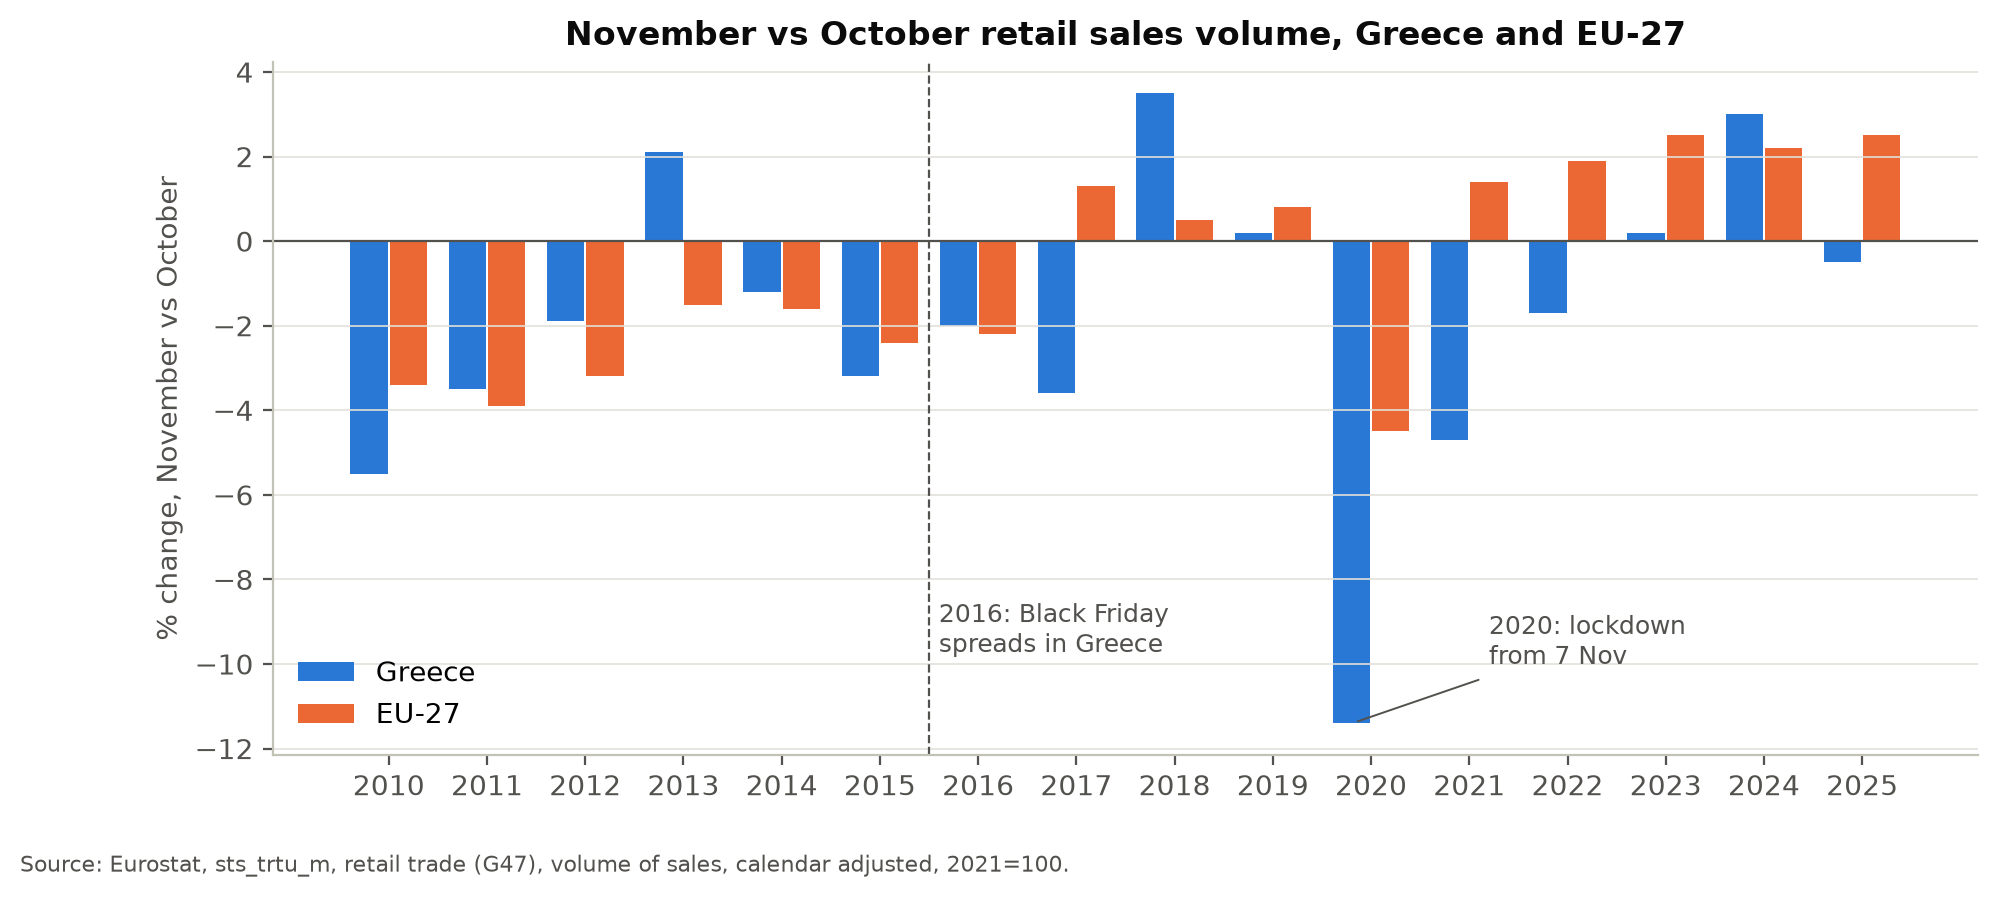 November vs October retail sales volume, Greece and EU-27
% change, November vs October
4
2
0
−2
−4
−6
−8
−10
−12
2016: Black Friday
spreads in Greece
2020: lockdown
from 7 Nov
Greece
EU-27
2010 2011 2012 2013 2014 2015 2016 2017 2018 2019 2020 2021 2022 2023 2024 2025
Source: Eurostat, sts_trtu_m, retail trade (G47), volume of sales, calendar adjusted, 2021=100.